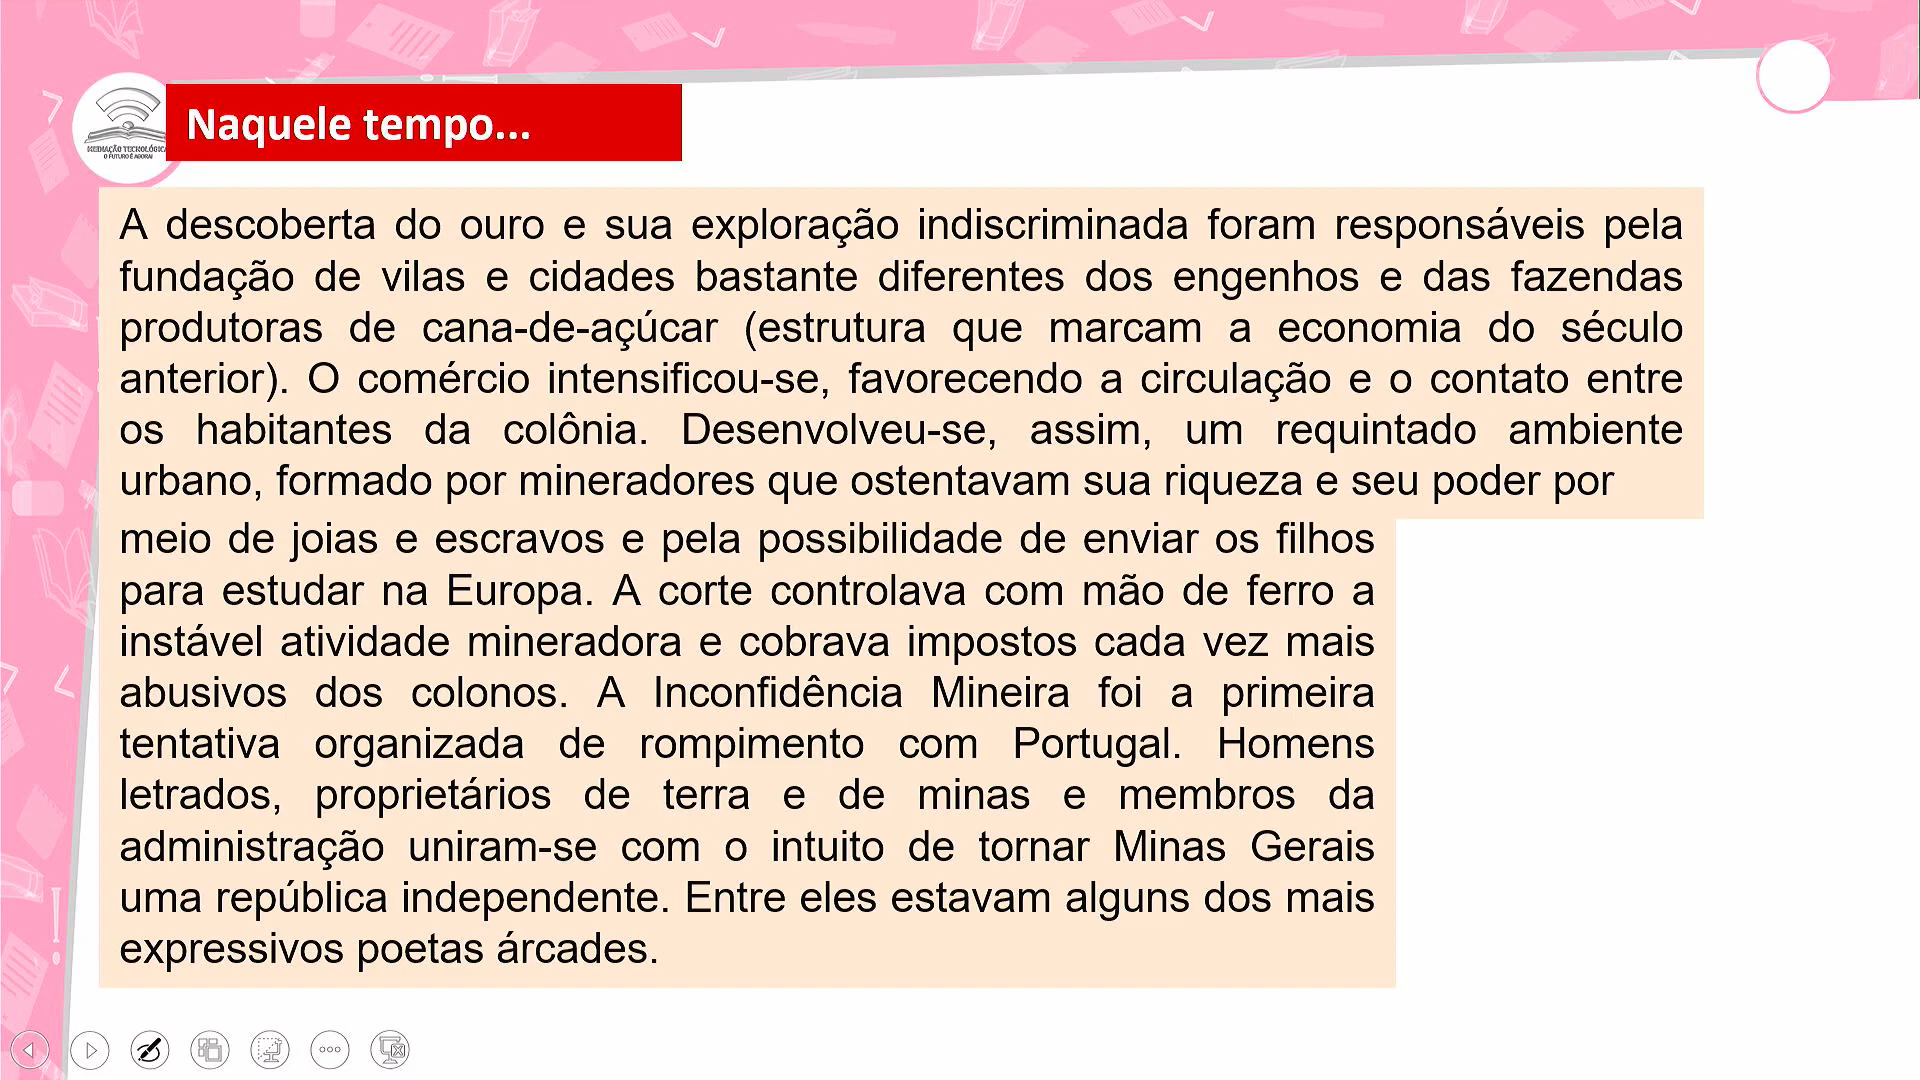 MEDIAÇÃO TECNOLÓGICA
O FUTURO É AGORA!
Naquele tempo...
A descoberta do ouro e sua exploração indiscriminada foram responsáveis pela
fundação de vilas e cidades bastante diferentes dos engenhos e das fazendas
produtoras de cana-de-açúcar (estrutura que marcam a economia do século
anterior). O comércio intensificou-se, favorecendo a circulação e o contato entre
os habitantes da colônia. Desenvolveu-se, assim, um requintado ambiente
urbano, formado por mineradores que ostentavam sua riqueza e seu poder por
meio de joias e escravos e pela possibilidade de enviar os filhos
para estudar na Europa. A corte controlava com mão de ferro a
instável atividade mineradora e cobrava impostos cada vez mais
abusivos dos colonos. A Inconfidência Mineira foi a primeira
tentativa organizada de rompimento com Portugal. Homens
letrados, proprietários de terra e de minas e membros da
administração uniram-se com o intuito de tornar Minas Gerais
uma república independente. Entre eles estavam alguns dos mais
expressivos poetas árcades.